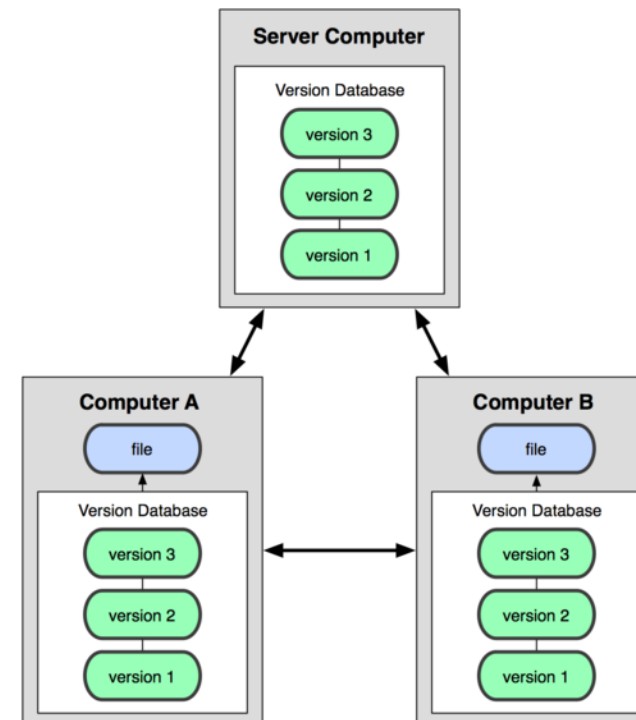 Server Computer
Version Database
version 3
version 2
version 1
Computer A
file
Version Database
version 3
version 2
version 1
Computer B
file
Version Database
version 3
version 2
version 1